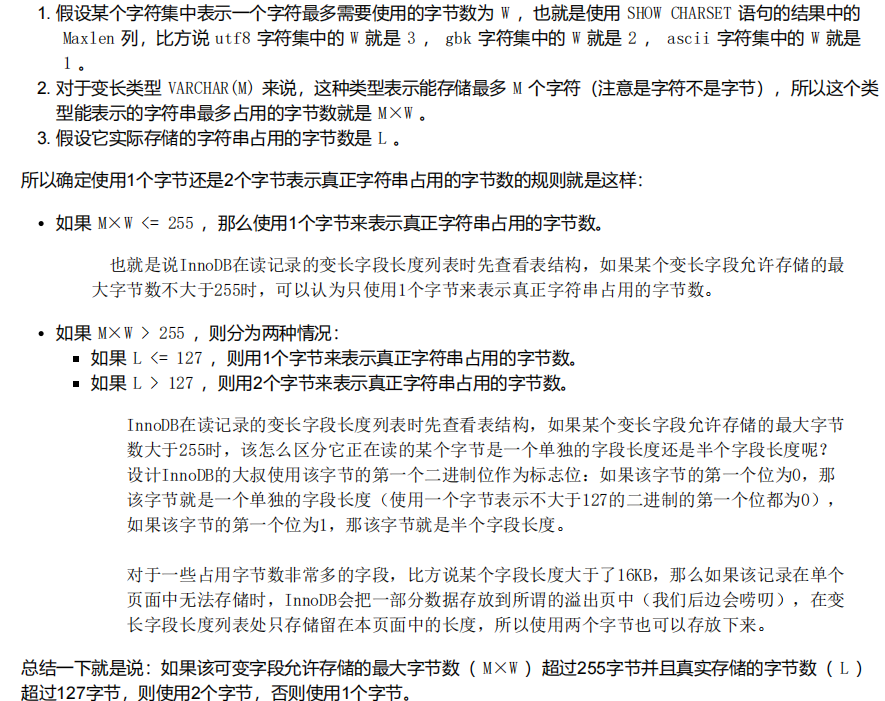 1. 假设某个字符集中表示一个字符最多需要使用的字节数为 W ，也就是使用 SHOW CHARSET 语句的结果中的
Maxlen 列，比方说 utf8 字符集中的 W 就是 3 ， gbk 字符集中的 W 就是 2 ， ascii 字符集中的 W 就是
1 。
2. 对于变长类型 VARCHAR(M) 来说，这种类型表示能存储最多 M 个字符（注意是字符不是字节），所以这个类
型能表示的字符串最多占用的字节数就是 M×W 。
3. 假设它实际存储的字符串占用的字节数是 L 。
所以确定使用1个字节还是2个字节表示真正字符串占用的字节数的规则就是这样：
• 如果 M×W <= 255 ，那么使用1个字节来表示真正字符串占用的字节数。
也就是说InnoDB在读记录的变长字段长度列表时先查看表结构，如果某个变长字段允许存储的最
大字节数不大于255时，可以认为只使用1个字节来表示真正字符串占用的字节数。
• 如果 M×W > 255 ，则分为两种情况：
▪ 如果 L <= 127 ，则用1个字节来表示真正字符串占用的字节数。
▪ 如果 L > 127 ，则用2个字节来表示真正字符串占用的字节数。
InnoDB在读记录的变长字段长度列表时先查看表结构，如果某个变长字段允许存储的最大字节
数大于255时，该怎么区分它正在读的某个字节是一个单独的字段长度还是半个字段长度呢？
设计InnoDB的大叔使用该字节的第一个二进制位作为标志位：如果该字节的第一个位为0，那
该字节就是一个单独的字段长度（使用一个字节表示不大于127的二进制的第一个位都为0），
如果该字节的第一个位为1，那该字节就是半个字段长度。
对于一些占用字节数非常多的字段，比方说某个字段长度大于了16KB，那么如果该记录在单个
页面中无法存储时，InnoDB会把一部分数据存放到所谓的溢出页中（我们后边会唠叨），在变
长字段长度列表处只存储留在本页面中的长度，所以使用两个字节也可以存放下来。
总结一下就是说：如果该可变字段允许存储的最大字节数（ M×W ）超过255字节并且真实存储的字节数（ L ）
超过127字节，则使用2个字节，否则使用1个字节。